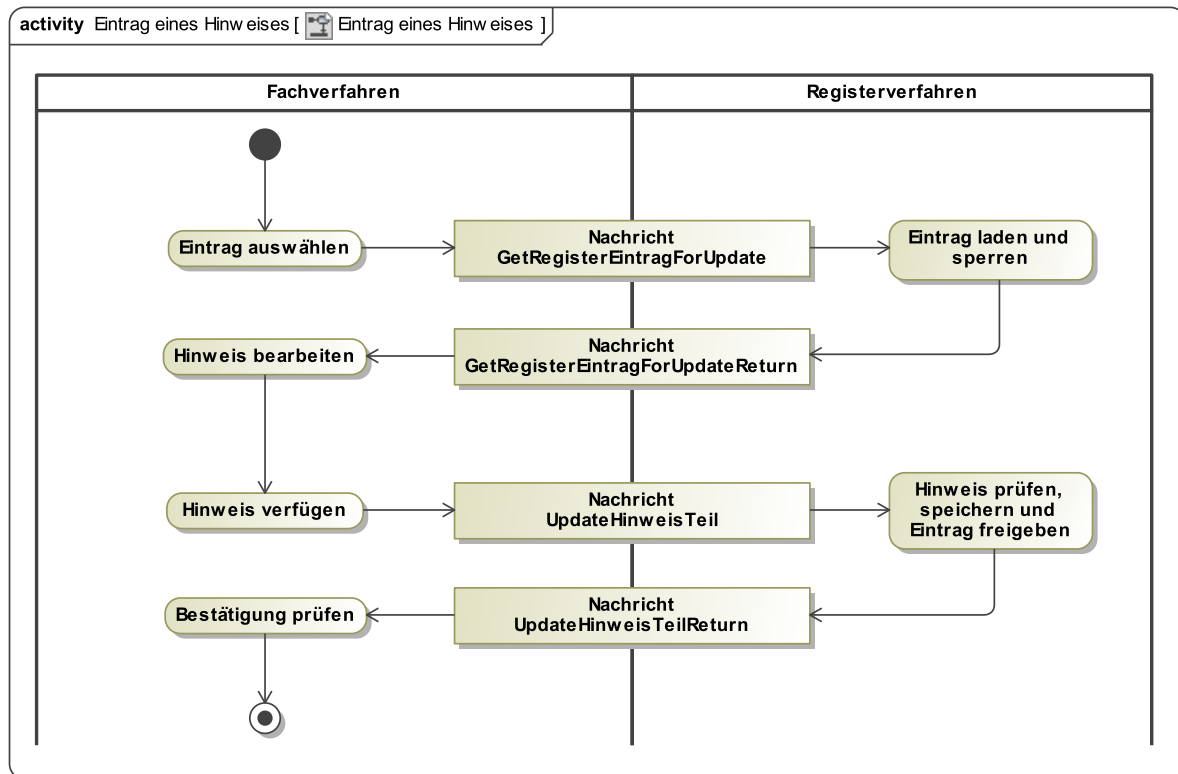 activity Eintrag eines Hinweises [ Eintrag eines Hinweises ]
Fachverfahren
Registerverfahren
Eintrag auswählen
Nachricht
GetRegisterEintragForUpdate
Eintrag laden und
sperren
Hinweis bearbeiten
Nachricht
GetRegisterEintragForUpdateReturn
Hinweis verfügen
Nachricht
UpdateHinweisTeil
Hinweis prüfen,
speichern und
Eintrag freigeben
Bestätigung prüfen
Nachricht
UpdateHinweisTeilReturn